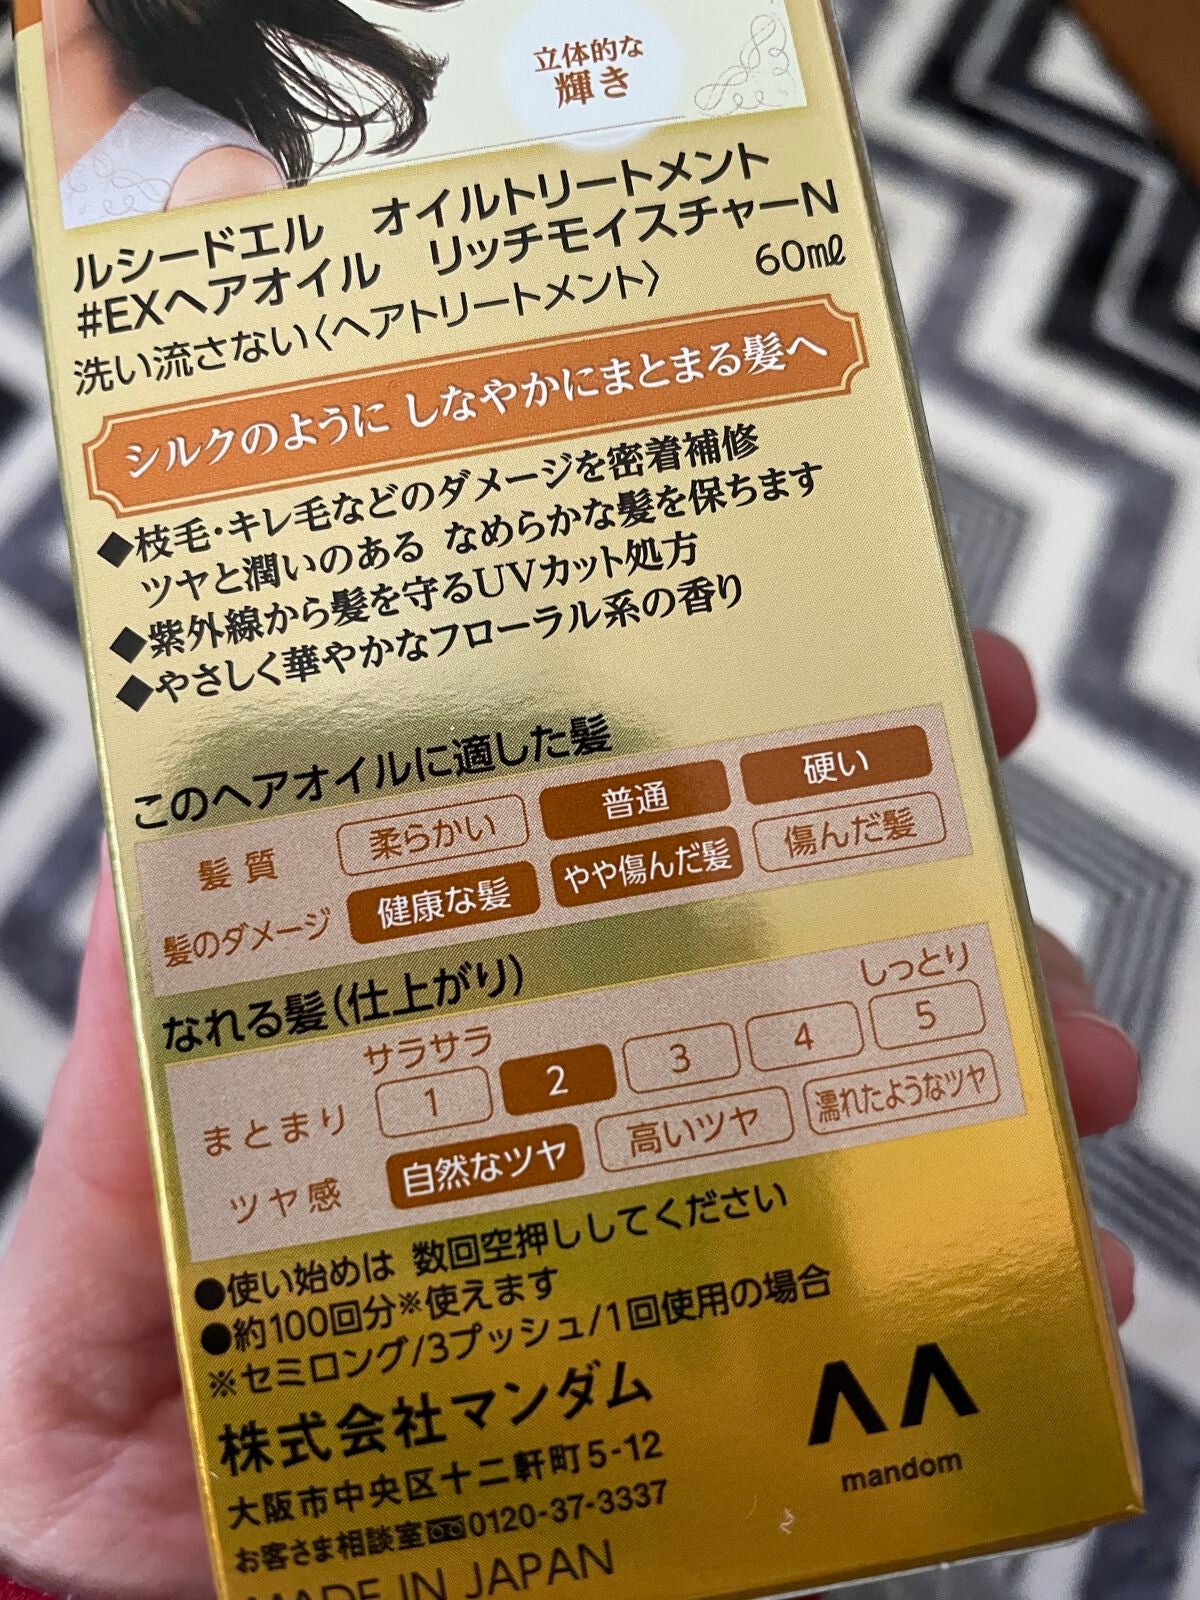 立体的な
輝き
ルシードエル オイルトリートメント
#EXヘアオイル リッチモイスチャーN
洗い流さない〈ヘアトリートメント〉 60mℓ
シルクのように しなやかにまとまる髪へ
◆枝毛・キレ毛などのダメージを密着補修
ツヤと潤いのある なめらかな髪を保ちます
◆紫外線から髪を守るUVカット処方
◆やさしく華やかなフローラル系の香り
このヘアオイルに適した髪
髪質 柔らかい 普通 硬い
髪のダメージ 健康な髪 やや傷んだ髪 傷んだ髪
なれる髪(仕上がり)
サラサラ しっとり
まとまり 1 2 3 4 5
ツヤ感 自然なツヤ 高いツヤ 濡れたようなツヤ
●使い始めは 数回空押ししてください
●約100回分※使えます
※セミロング/3プッシュ/1回使用の場合
株式会社マンダム
大阪市中央区十二軒町5-12
お客さま相談室 0120-37-3337
MADE IN JAPAN
mandom